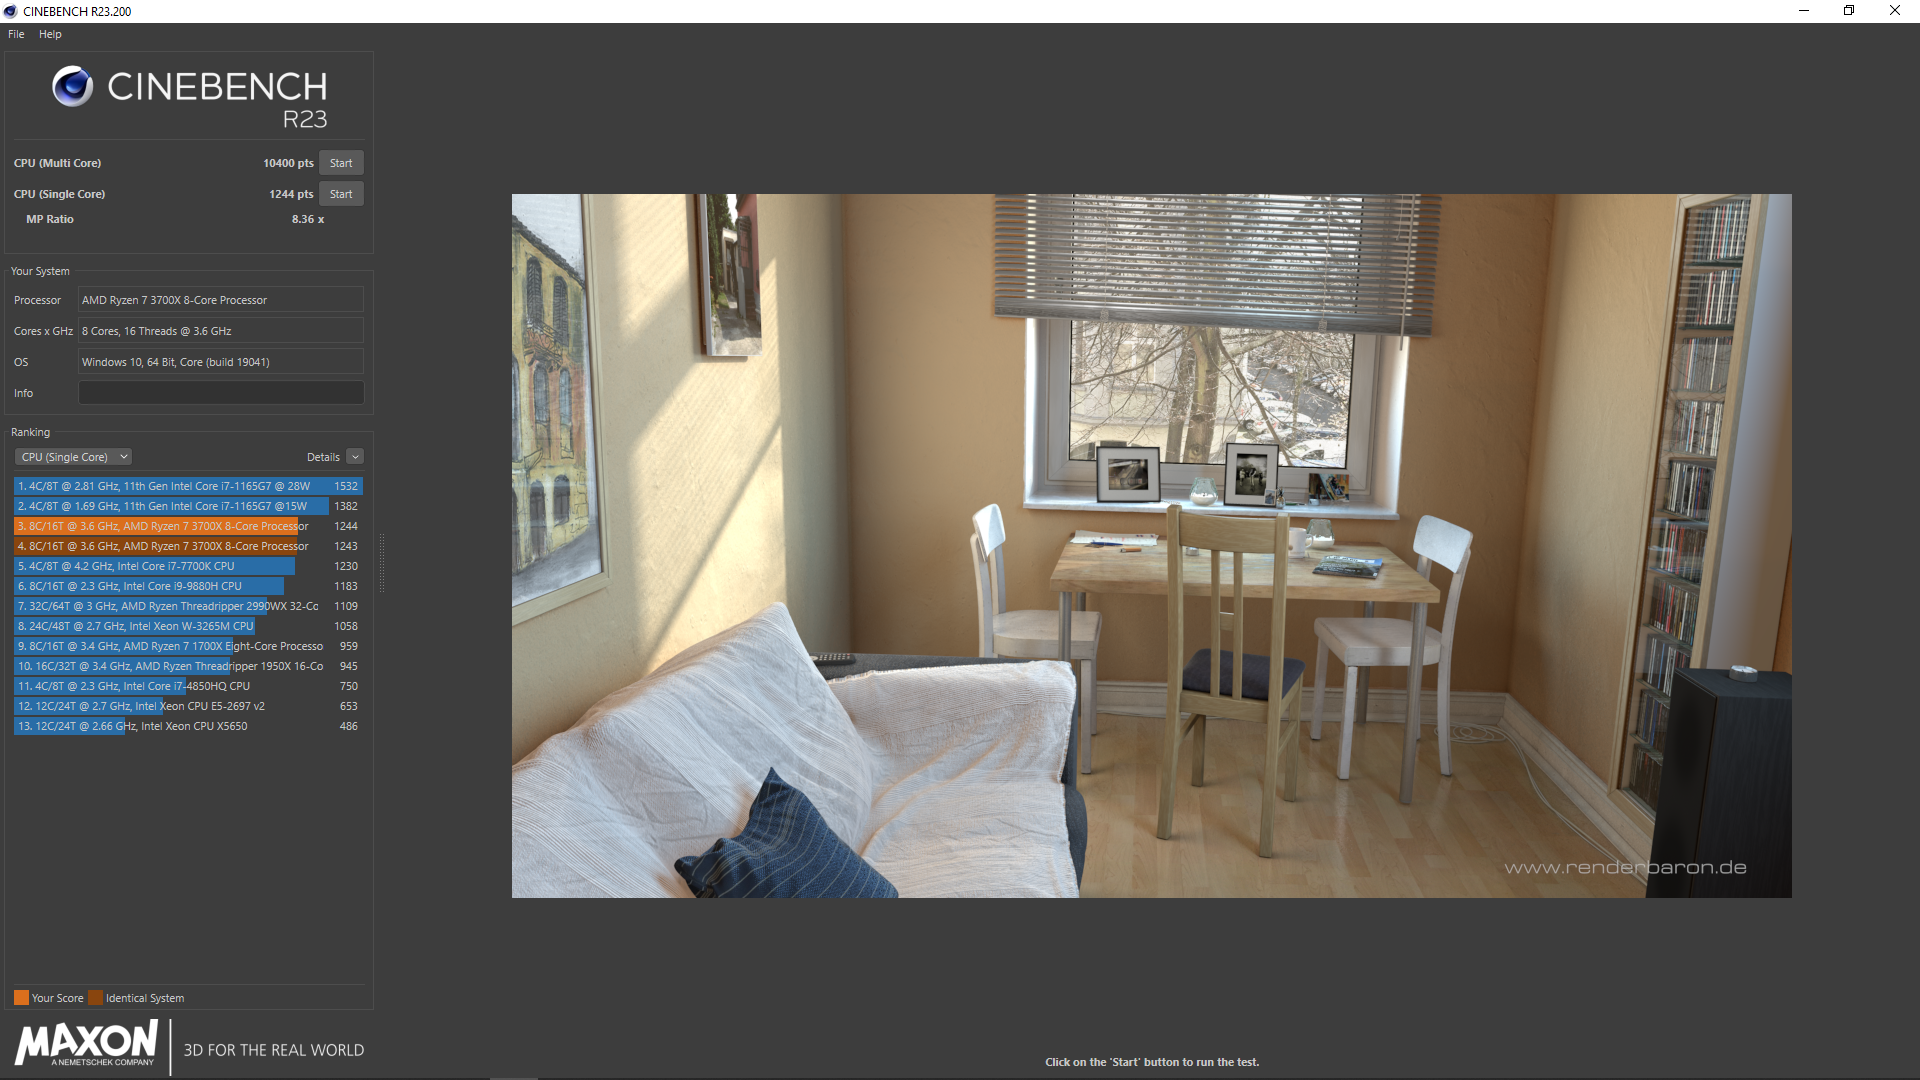 CINEBENCH R23.200
File Help
CINEBENCH
R23
CPU (Multi Core) 10400 pts Start
CPU (Single Core) 1244 pts Start
MP Ratio 8.36 x
Your System
Processor AMD Ryzen 7 3700X 8-Core Processor
Cores x GHz 8 Cores, 16 Threads @ 3.6 GHz
OS Windows 10, 64 Bit, Core (build 19041)
Info
Ranking
CPU (Single Core) Details
1. 4C/8T @ 2.81 GHz, 11th Gen Intel Core i7-1165G7 @ 28W 1532
2. 4C/8T @ 1.69 GHz, 11th Gen Intel Core i7-1165G7 @15W 1382
3. 8C/16T @ 3.6 GHz, AMD Ryzen 7 3700X 8-Core Processor 1244
4. 8C/16T @ 3.6 GHz, AMD Ryzen 7 3700X 8-Core Processor 1243
5. 4C/8T @ 4.2 GHz, Intel Core i7-7700K CPU 1230
6. 8C/16T @ 2.3 GHz, Intel Core i9-9880H CPU 1183
7. 32C/64T @ 3 GHz, AMD Ryzen Threadripper 2990WX 32-Co 1109
8. 24C/48T @ 2.7 GHz, Intel Xeon W-3265M CPU 1058
9. 8C/16T @ 3.4 GHz, AMD Ryzen 7 1700X Eight-Core Processo 959
10. 16C/32T @ 3.4 GHz, AMD Ryzen Threadripper 1950X 16-Co 945
11. 4C/8T @ 2.3 GHz, Intel Core i7-4850HQ CPU 750
12. 12C/24T @ 2.7 GHz, Intel Xeon CPU E5-2697 v2 653
13. 12C/24T @ 2.66 GHz, Intel Xeon CPU X5650 486
www.renderbaron.de
Your Score Identical System
MAXON
A NEMETSCHEK COMPANY
3D FOR THE REAL WORLD
Click on the 'Start' button to run the test.